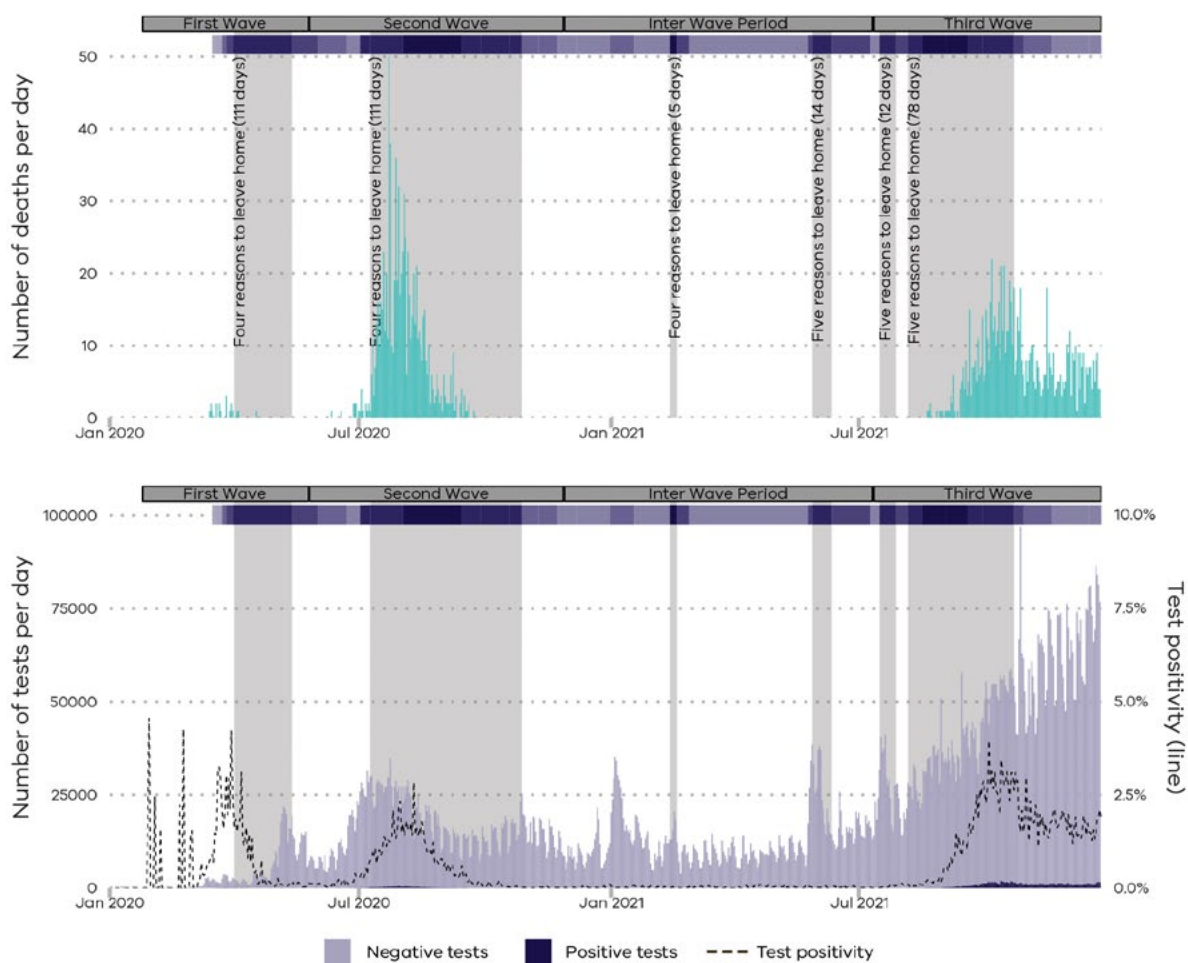 First Wave
Second Wave
Inter Wave Period
Third Wave
Number of deaths per day
50
40
30
20
10
0
Four reasons to leave home (111 days)
Four reasons to leave home (111 days)
Four reasons to leave home (5 days)
Five reasons to leave home (14 days)
Five reasons to leave home (12 days)
Five reasons to leave home (78 days)
Jan 2020
Jul 2020
Jan 2021
Jul 2021
First Wave
Second Wave
Inter Wave Period
Third Wave
Number of tests per day
100000
75000
50000
25000
0
10.0%
7.5%
5.0%
2.5%
0.0%
Test positivity (line)
Jan 2020
Jul 2020
Jan 2021
Jul 2021
Negative tests
Positive tests
Test positivity